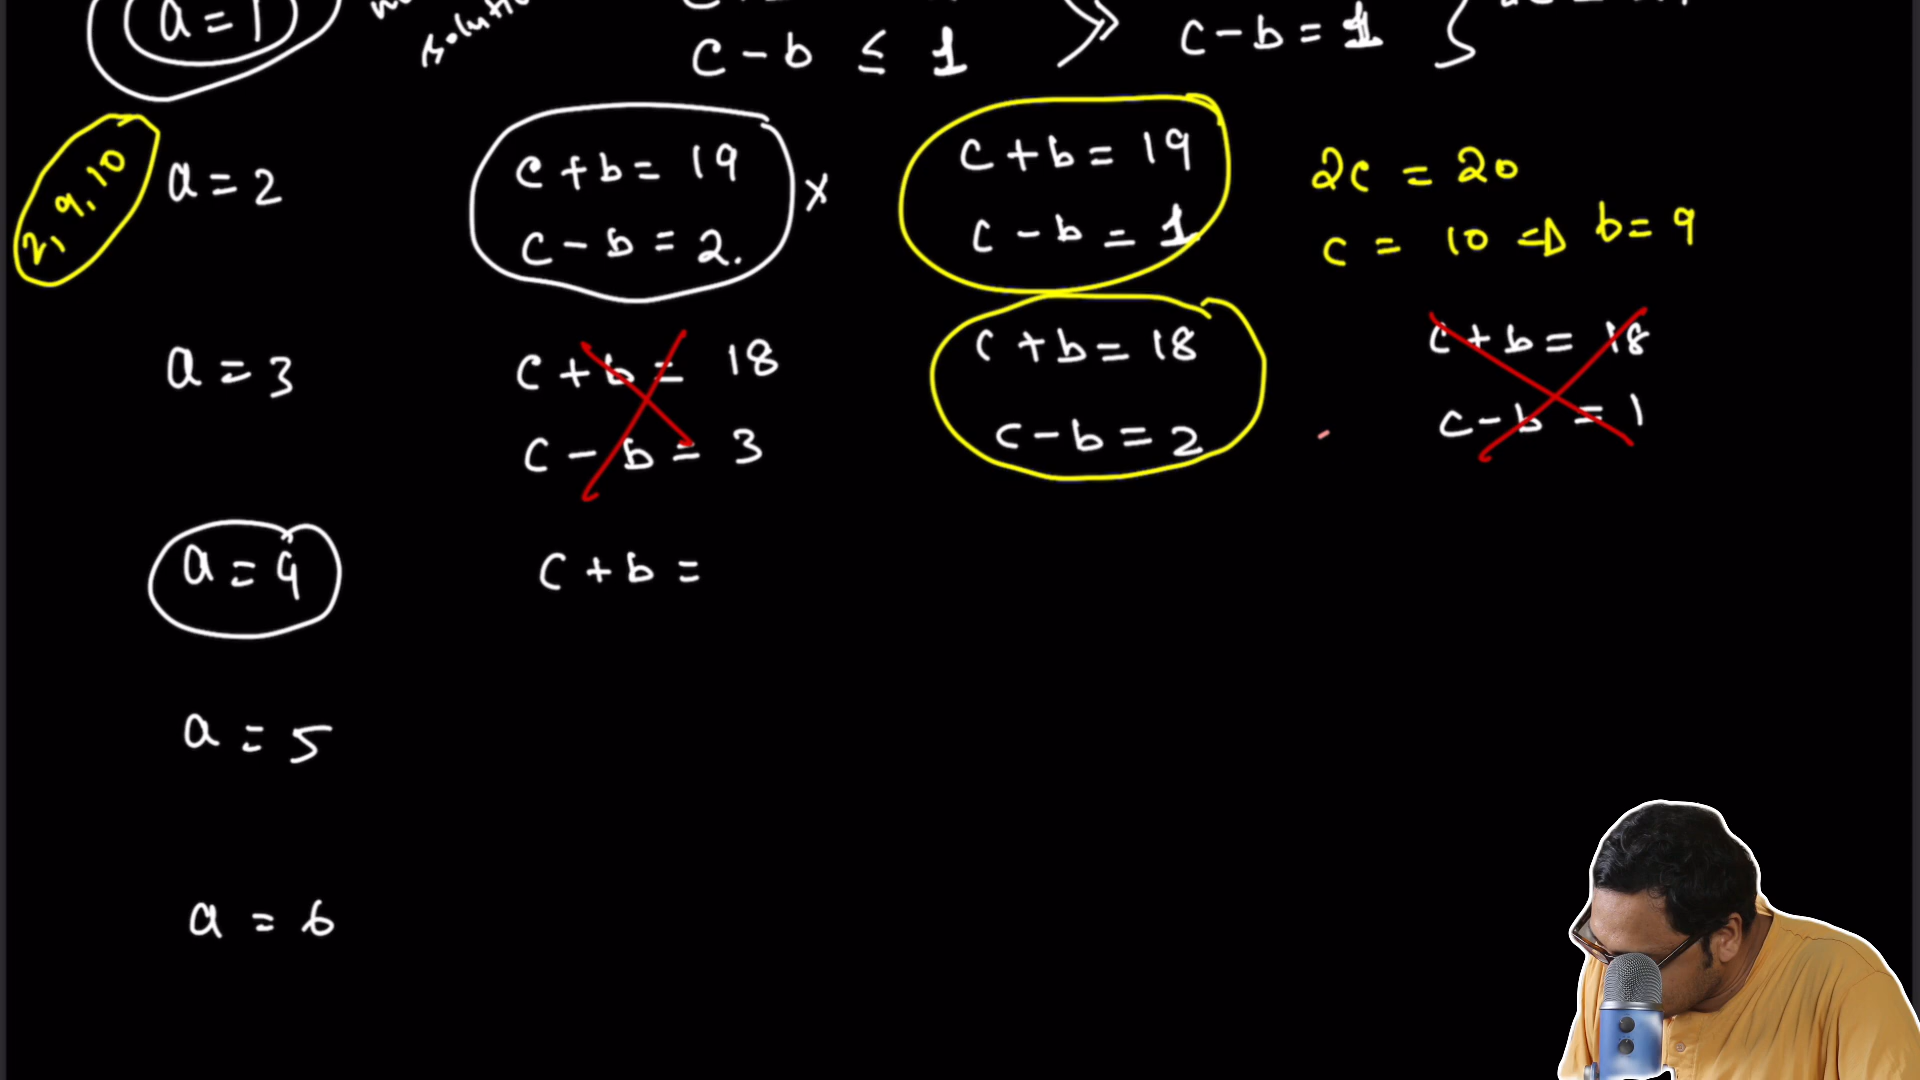 a = 1
c - b ≤ 1
c - b = 1
2, 9, 10
a = 2
c + b = 19
c - b = 2.
x
c + b = 19
c - b = 1
2c = 20
c = 10 ⇒ b = 9
a = 3
c + b = 18
c - b = 3
c + b = 18
c - b = 2
c + b = 18
c - b = 1
a = 4
c + b =
a = 5
a = 6